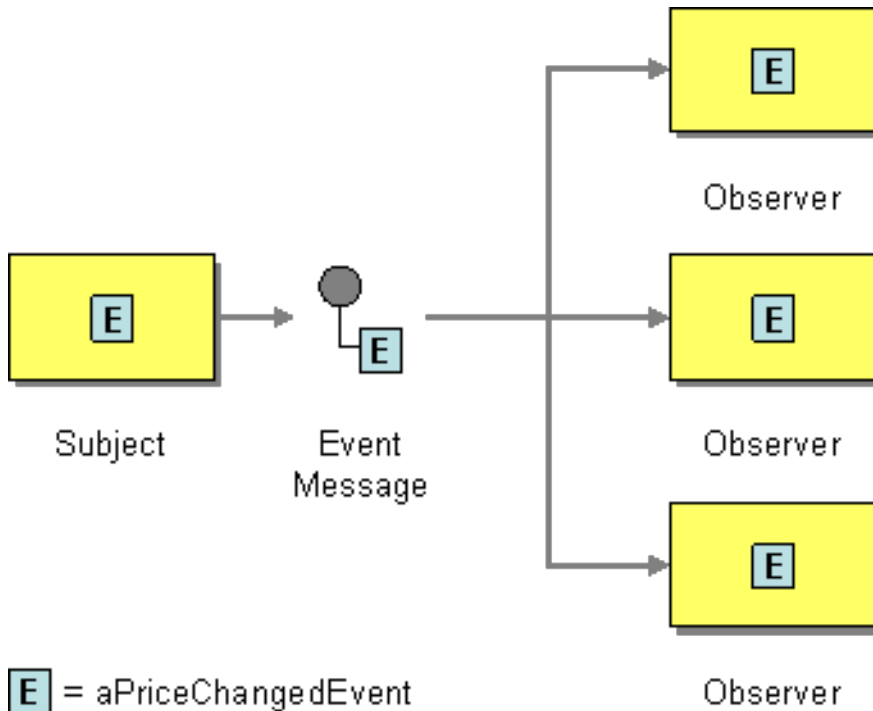 E
Observer
E
E
E
Subject
Event
Message
Observer
E
E = aPriceChangedEvent
Observer